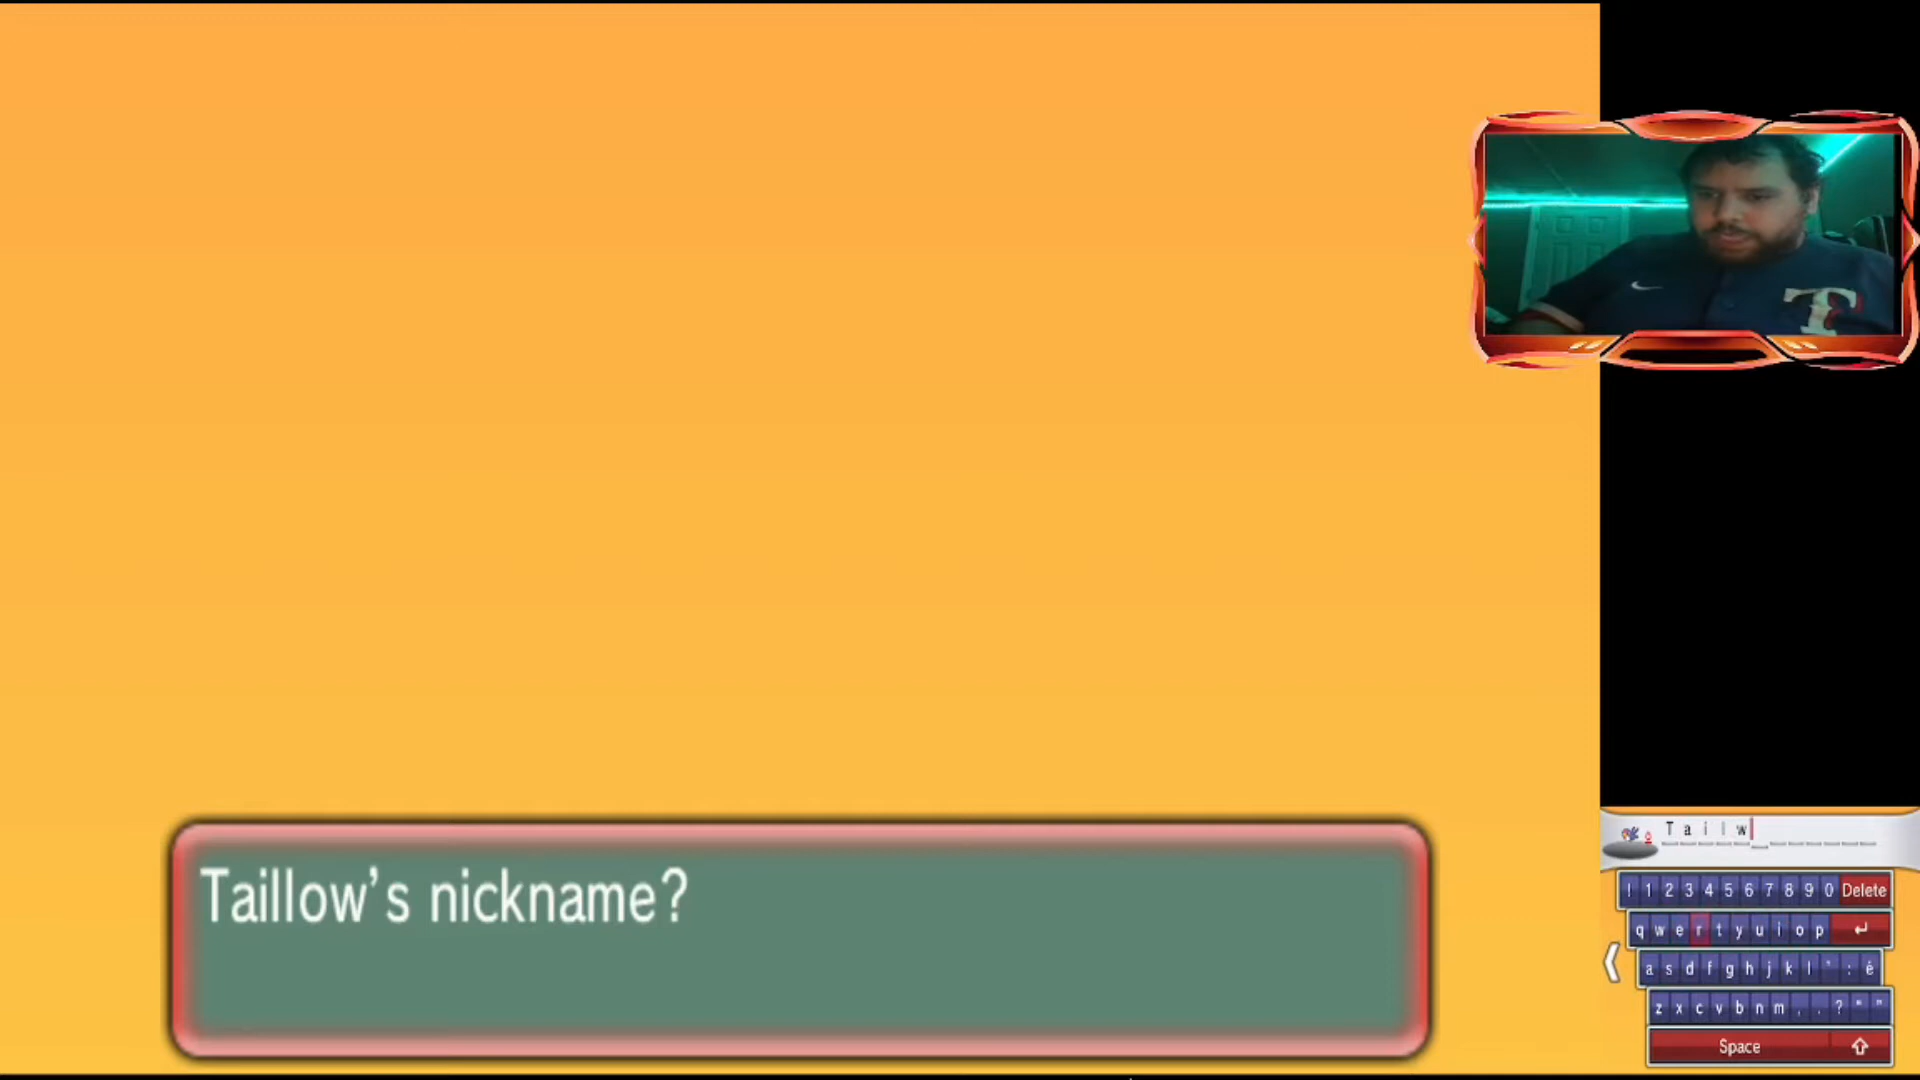 T
Taillow's nickname?
Tailw
! 1 2 3 4 5 6 7 8 9 0 Delete
q w e r t y u i o p
a s d f g h j k l ' : é
z x c v b n m , . ? “ ”
Space